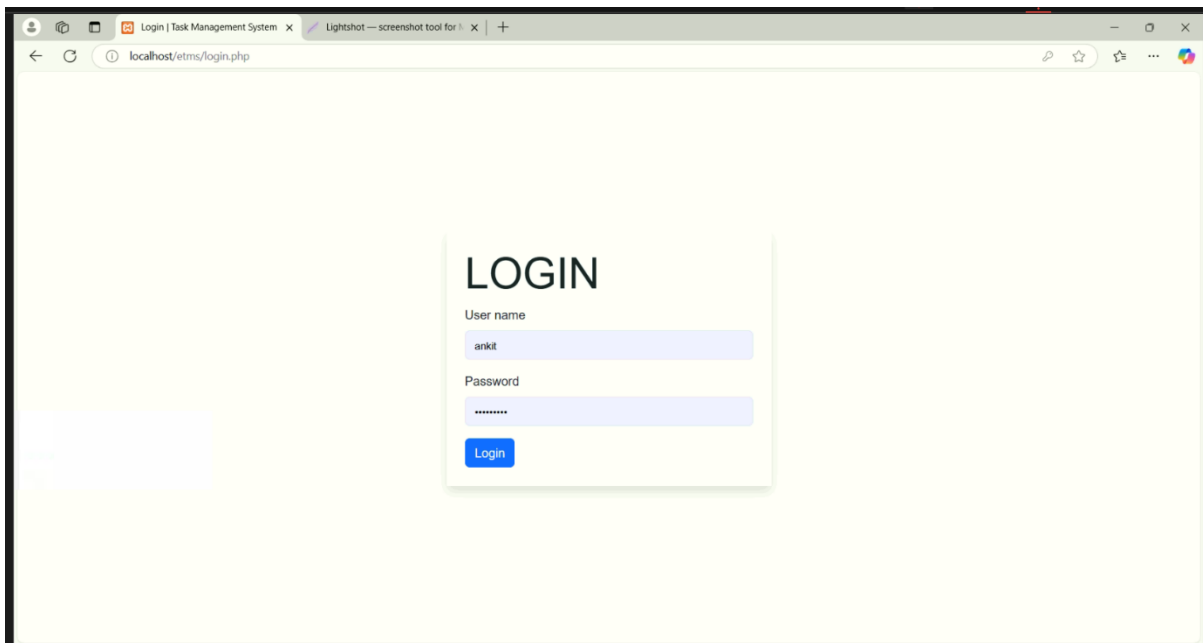 Login | Task Management System
Lightshot — screenshot tool for
localhost/etms/login.php
LOGIN
User name
ankit
Password
•••••••••
Login